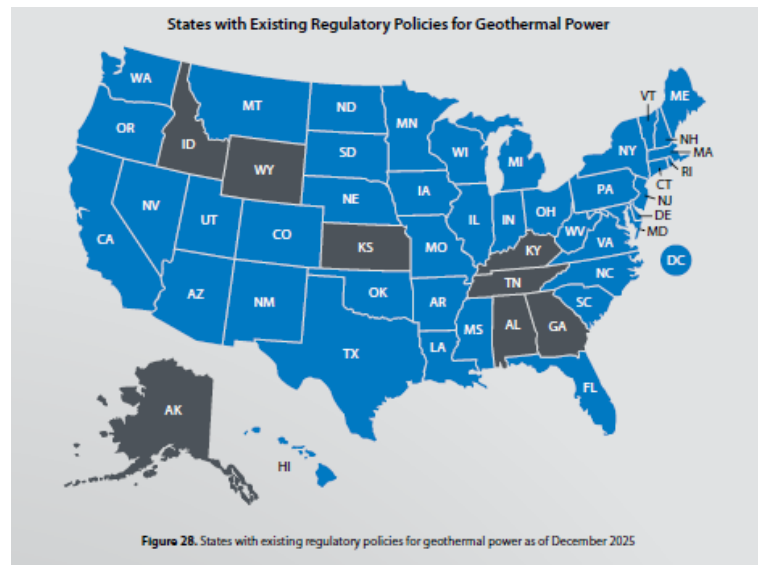 States with Existing Regulatory Policies for Geothermal Power
WA
MT
ND
MN
VT
ME
OR
ID
SD
WI
MI
NY
NH
MA
WY
RI
CT
NE
IA
PA
NJ
NV
UT
CO
IL
IN
OH
DE
MD
WV
VA
CA
KS
MO
KY
DC
NC
TN
AZ
NM
OK
AR
SC
MS
AL
GA
TX
LA
FL
AK
HI
Figure 28. States with existing regulatory policies for geothermal power as of December 2025